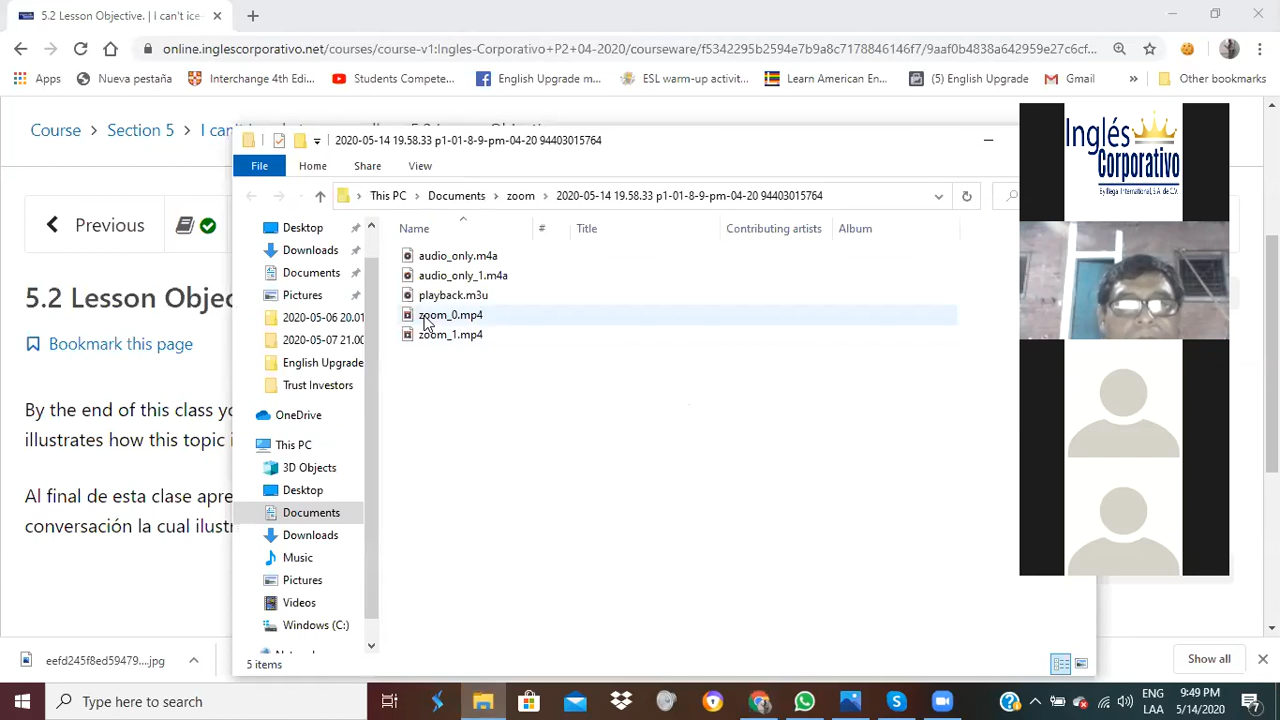 5.2 Lesson Objective. | I can't ice
online.inglescorporativo.net/courses/course-v1:Ingles-Corporativo+P2+04-2020/courseware/f5342295b2594e7b9a8c7178846146f7/9aaf0b4838a642959e27c6cf...
Apps Nueva pestaña Interchange 4th Edi... Students Compete... English Upgrade m... ESL warm-up activit... Learn American En... (5) English Upgrade Gmail » Other bookmarks
Course Section 5
2020-05-14 19.58.33 p1-01-8-9-pm-04-20 94403015764
File Home Share View
This PC Documents zoom 2020-05-14 19.58.33 p1-01-8-9-pm-04-20 94403015764
Previous
Name # Title Contributing artists Album
Desktop
Downloads
Documents
Pictures
2020-05-06 20.01
2020-05-07 21.00
English Upgrade
Trust Investors
OneDrive
This PC
3D Objects
Desktop
Documents
Downloads
Music
Pictures
Videos
Windows (C:)
audio_only.m4a
audio_only_1.m4a
playback.m3u
zoom_0.mp4
zoom_1.mp4
5.2 Lesson Objec
Bookmark this page
By the end of this class yo
illustrates how this topic i
Al final de esta clase apre
conversación la cual ilustr
Inglés
Corporativo
5 items
eefd245f8ed59479....jpg
Show all
Type here to search
ENG
LAA
9:49 PM
5/14/2020
7